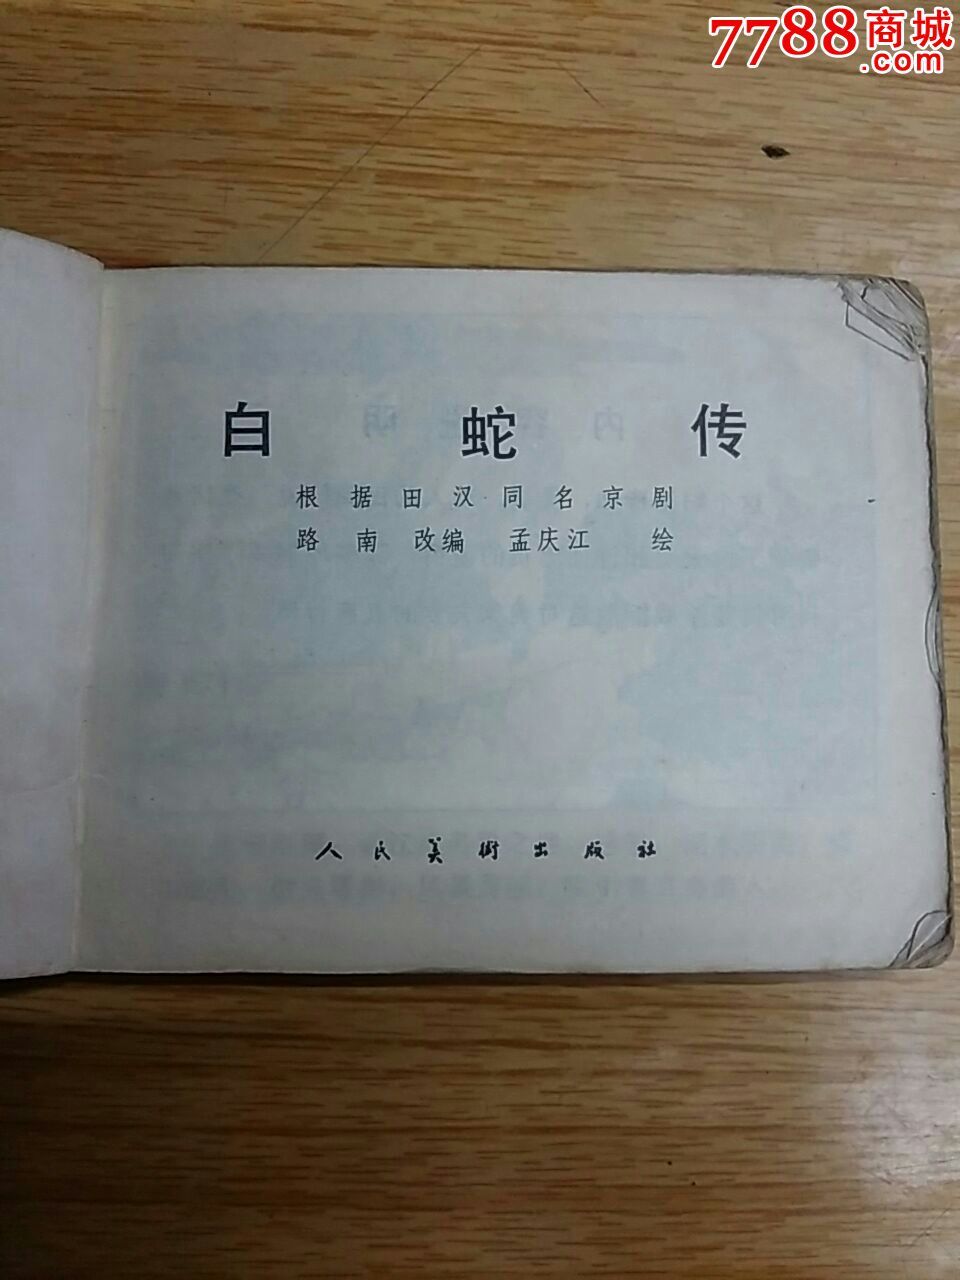 7788商城
.com
白蛇传
根据田汉同名京剧
路南 改编 孟庆江 绘
人民美術出版社